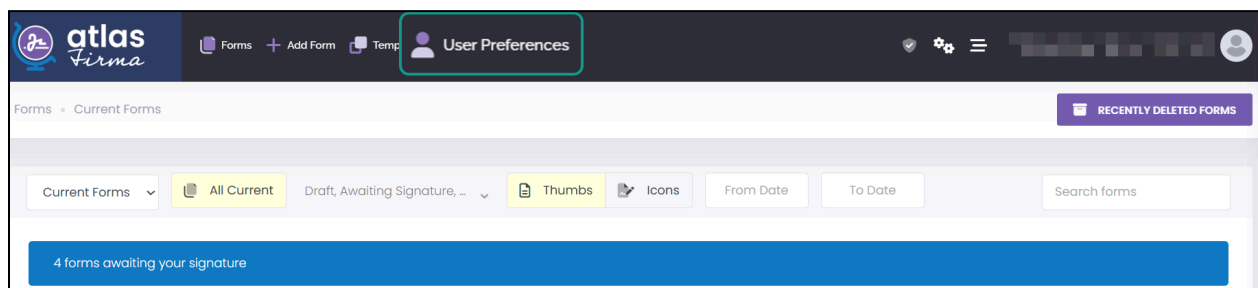 atlas
Firma
Forms Add Form Temp User Preferences
Forms Current Forms
RECENTLY DELETED FORMS
Current Forms All Current Draft, Awaiting Signature, ... Thumbs Icons From Date To Date Search forms
4 forms awaiting your signature